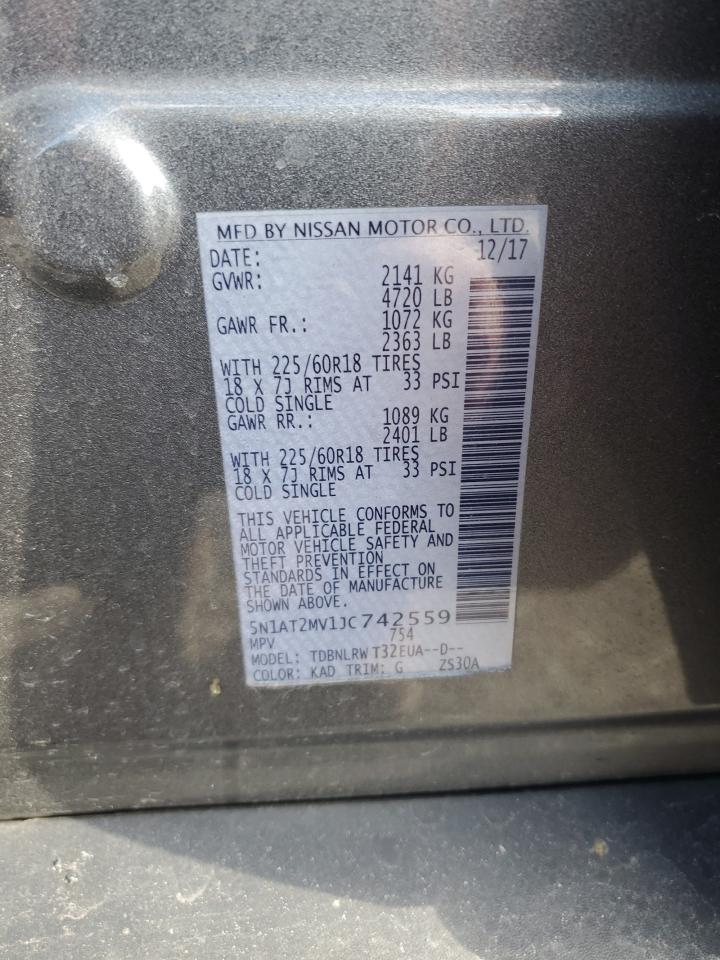 MFD BY NISSAN MOTOR CO., LTD.
DATE: 12/17
GVWR: 2141 KG
4720 LB
GAWR FR.: 1072 KG
2363 LB
WITH 225/60R18 TIRES
18 X 7J RIMS AT 33 PSI
COLD SINGLE
GAWR RR.: 1089 KG
2401 LB
WITH 225/60R18 TIRES
18 X 7J RIMS AT 33 PSI
COLD SINGLE
THIS VEHICLE CONFORMS TO
ALL APPLICABLE FEDERAL
MOTOR VEHICLE SAFETY AND
THEFT PREVENTION
STANDARDS IN EFFECT ON
THE DATE OF MANUFACTURE
SHOWN ABOVE.
5N1AT2MV1JC742559
MPV 754
MODEL: TDBNLRW T32EUA--D--
COLOR: KAD TRIM: G ZS30A